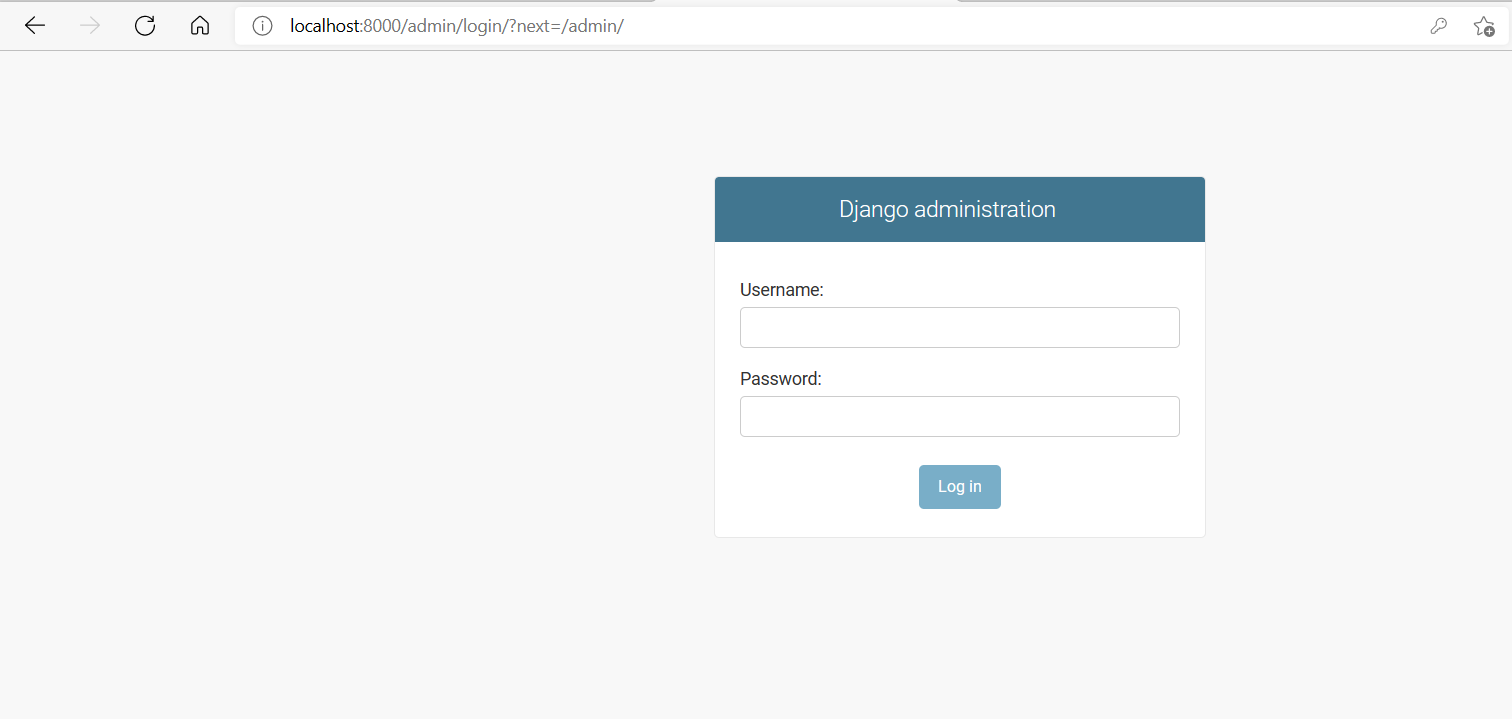 localhost:8000/admin/login/?next=/admin/
Django administration
Username:
Password:
Log in